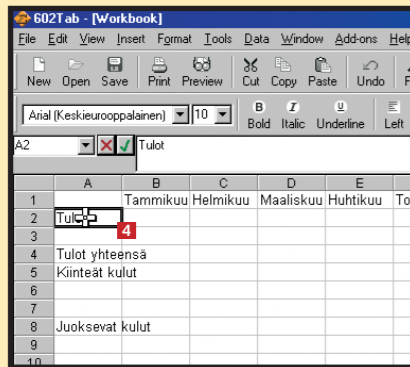 602Tab - [Workbook]
File Edit View Insert Format Tools Data Window Add-ons Help
New Open Save Print Preview Cut Copy Paste Undo
Arial (Keskieurooppalainen) 10 Bold Italic Underline Left
A2 Tulot
A B C D E
1 Tammikuu Helmikuu Maaliskuu Huhtikuu To
2 Tulot
3 4
4 Tulot yhteensä
5 Kiinteät kulut
6
7
8 Juoksevat kulut
9
10